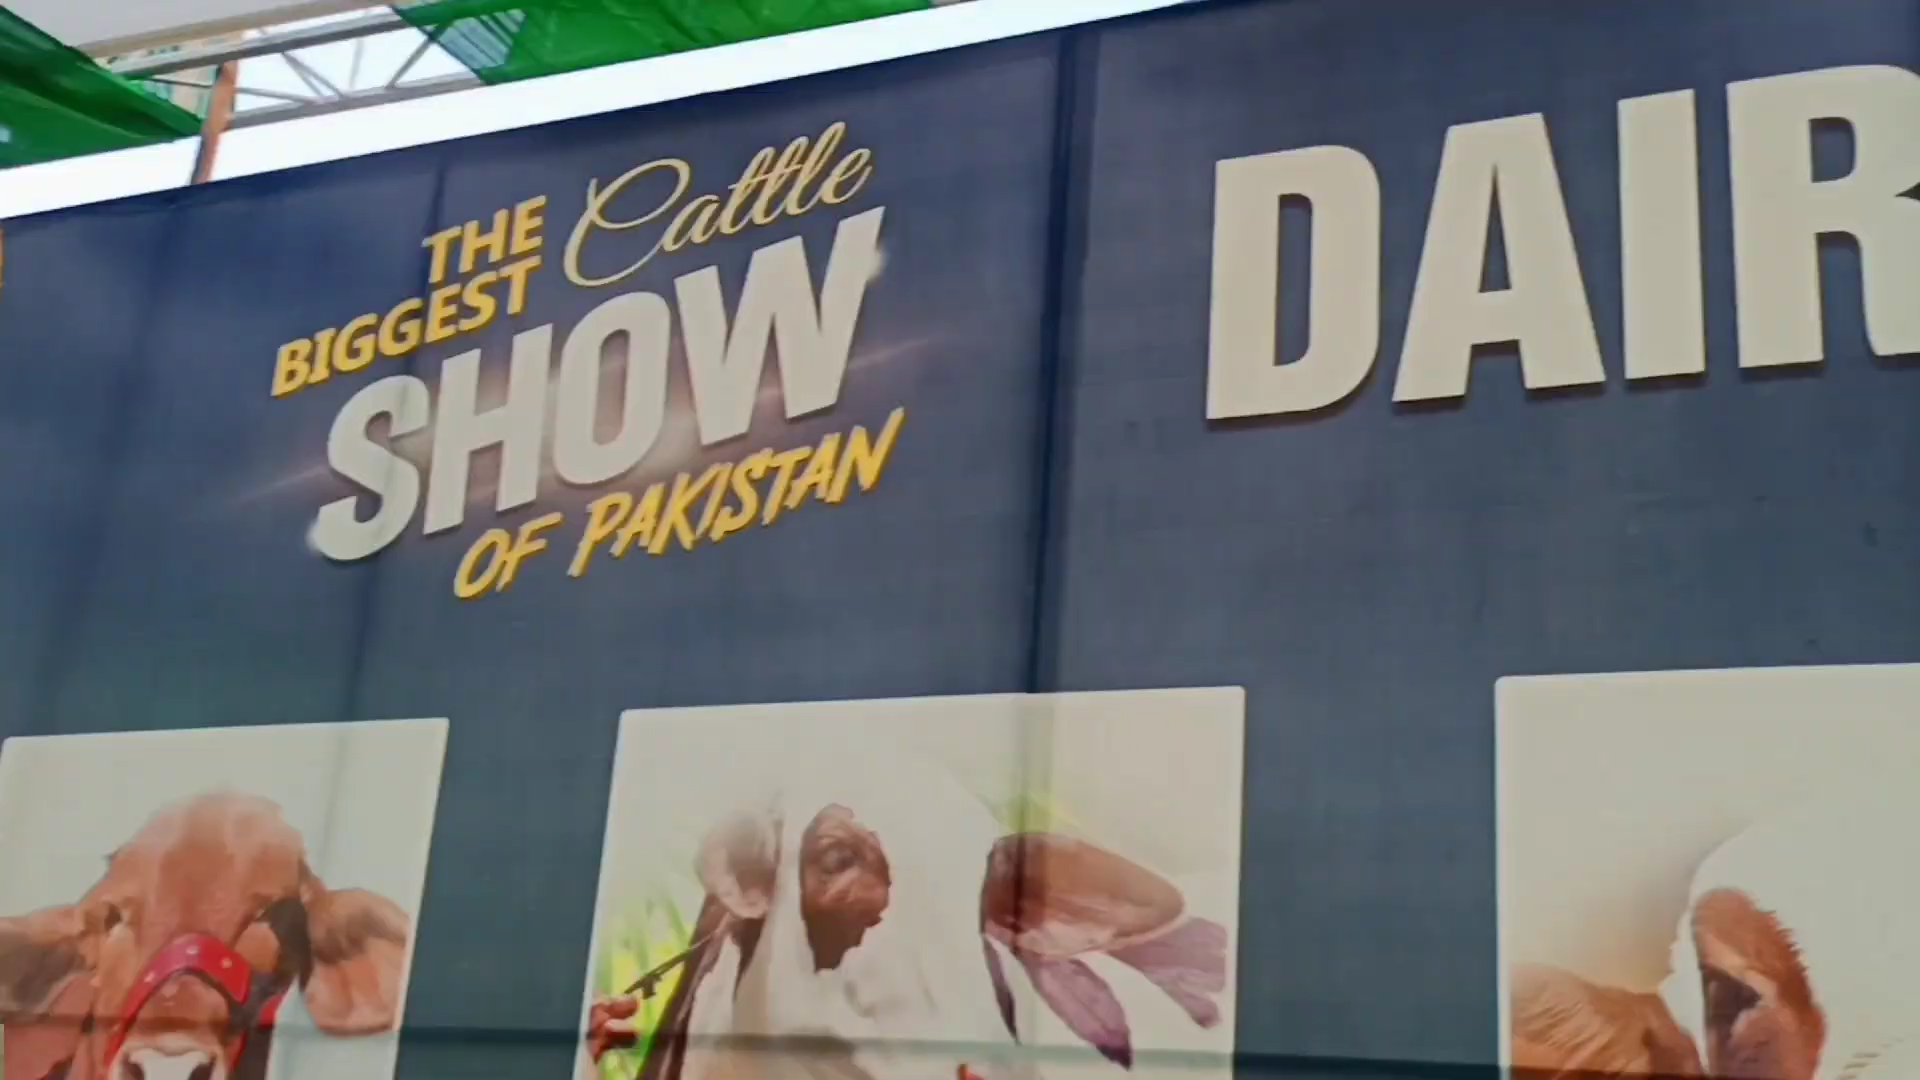 THE Cattle
BIGGEST
SHOW
OF PAKISTAN
DAIR